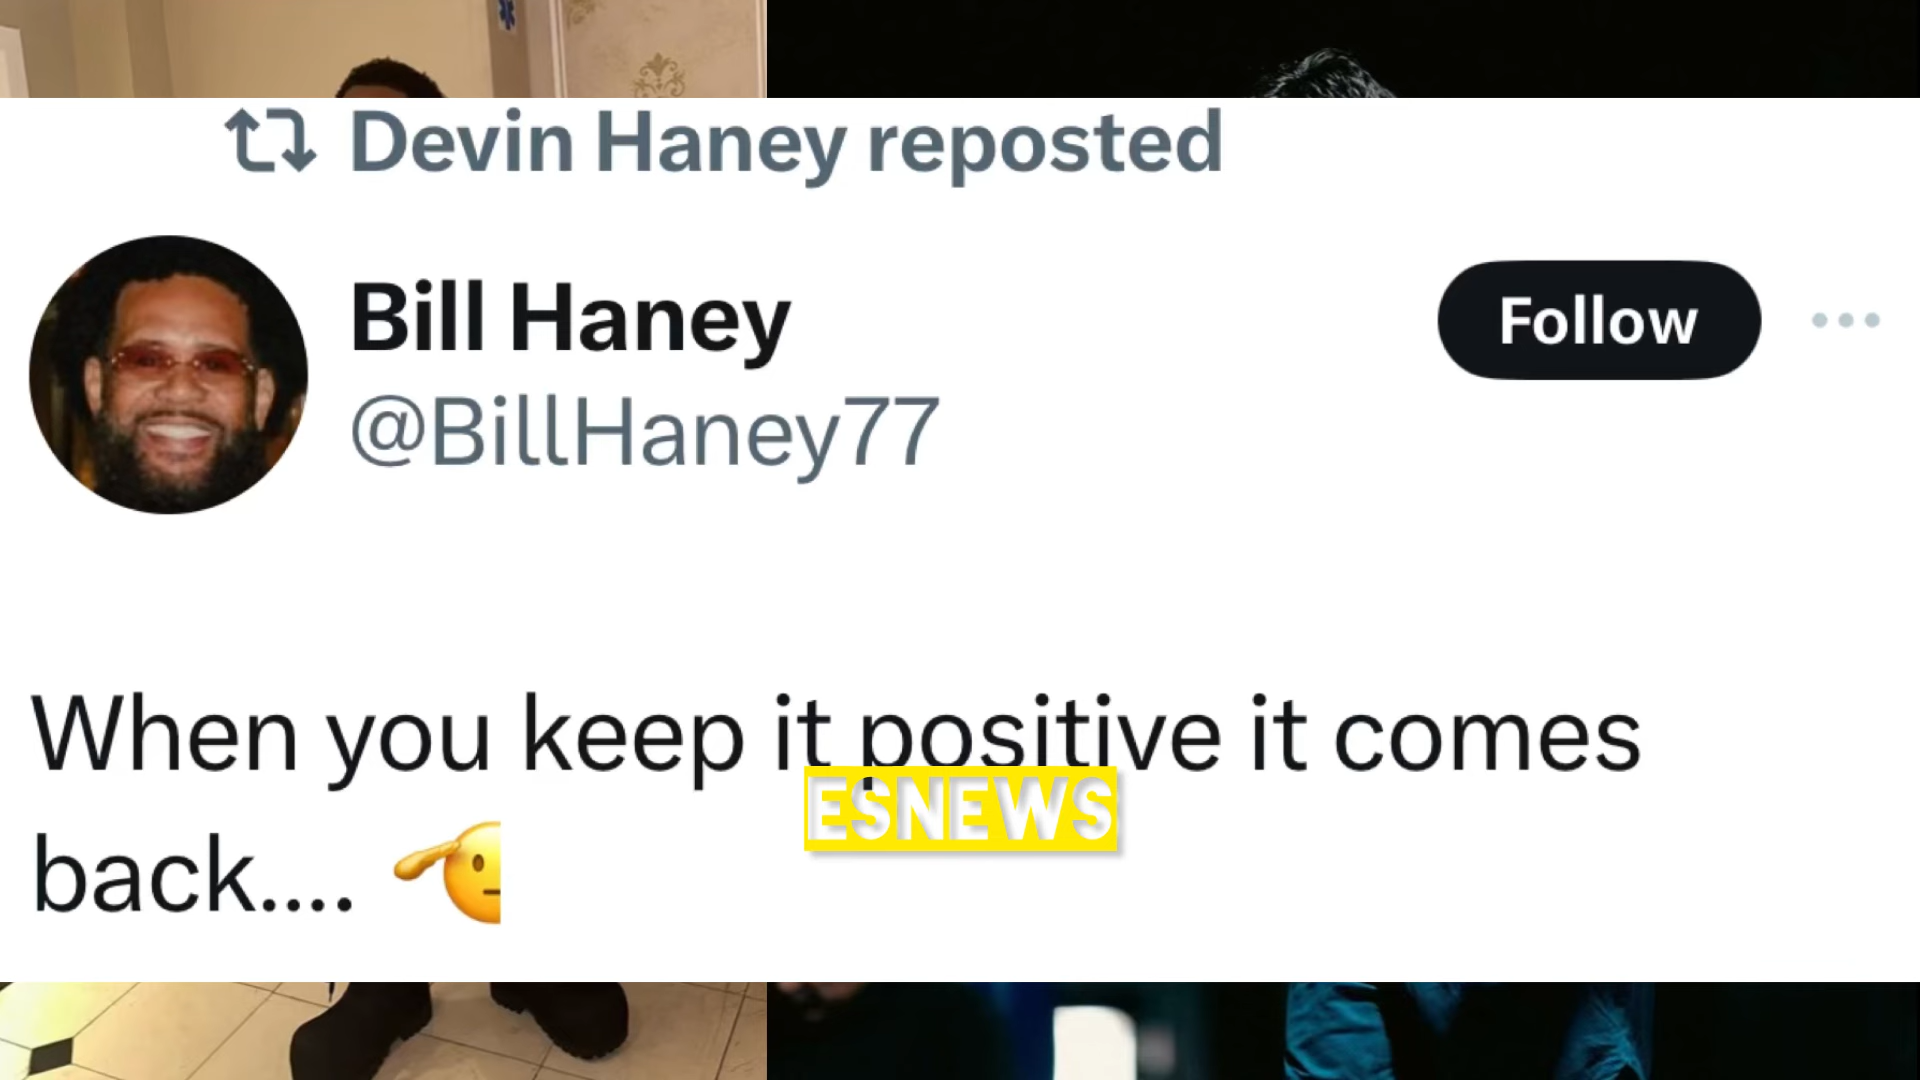 Devin Haney reposted
Bill Haney
Follow
@BillHaney77
When you keep it positive it comes
ESNEWS
back....